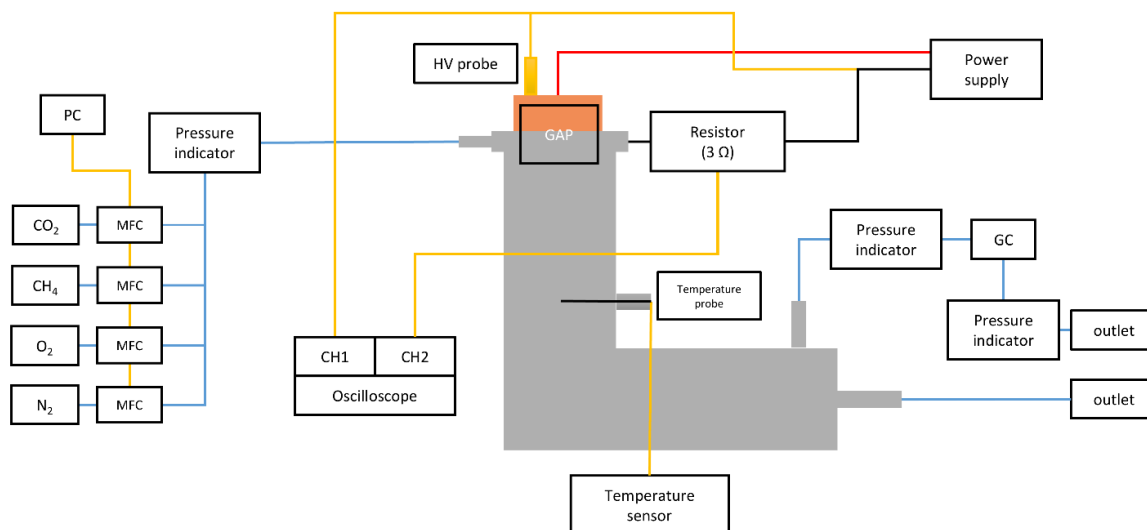 HV probe
Power
supply
PC
Pressure
indicator
GAP
Resistor
(3 Ω)
CO₂
MFC
CH₄
MFC
O₂
MFC
N₂
MFC
Pressure
indicator
GC
Temperature
probe
Pressure
indicator
outlet
CH1
CH2
Oscilloscope
outlet
Temperature
sensor